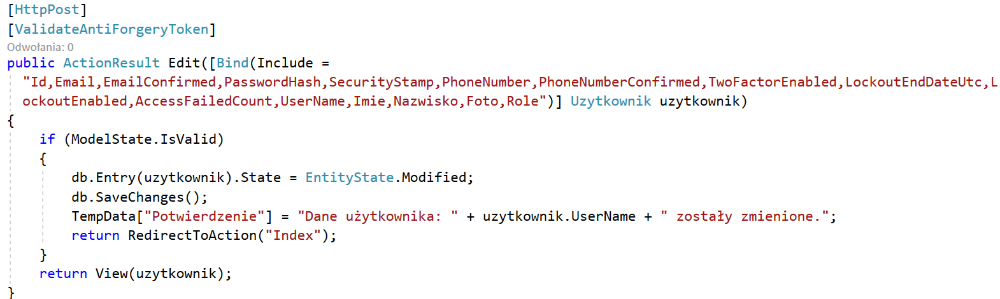 [HttpPost]
[ValidateAntiForgeryToken]
Odwołania: 0
public ActionResult Edit([Bind(Include =
"Id,Email,EmailConfirmed,PasswordHash,SecurityStamp,PhoneNumber,PhoneNumberConfirmed,TwoFactorEnabled,LockoutEndDateUtc,L
ockoutEnabled,AccessFailedCount,UserName,Imie,Nazwisko,Foto,Role")] Uzytkownik uzytkownik)
{
if (ModelState.IsValid)
{
db.Entry(uzytkownik).State = EntityState.Modified;
db.SaveChanges();
TempData["Potwierdzenie"] = "Dane użytkownika: " + uzytkownik.UserName + " zostały zmienione.";
return RedirectToAction("Index");
}
return View(uzytkownik);
}